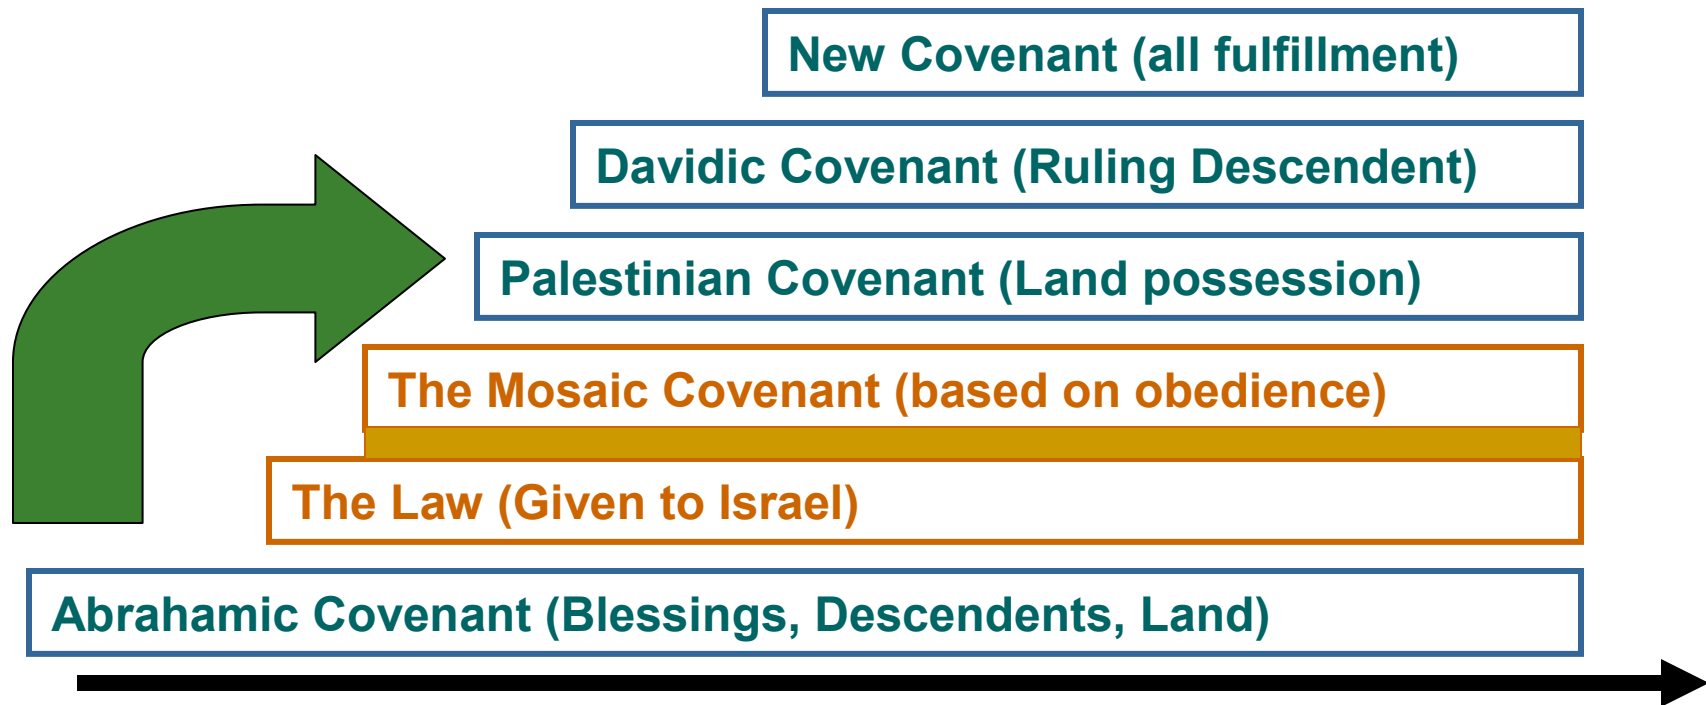 New Covenant (all fulfillment)
Davidic Covenant (Ruling Descendent)
Palestinian Covenant (Land possession)
The Mosaic Covenant (based on obedience)
The Law (Given to Israel)
Abrahamic Covenant (Blessings, Descendents, Land)